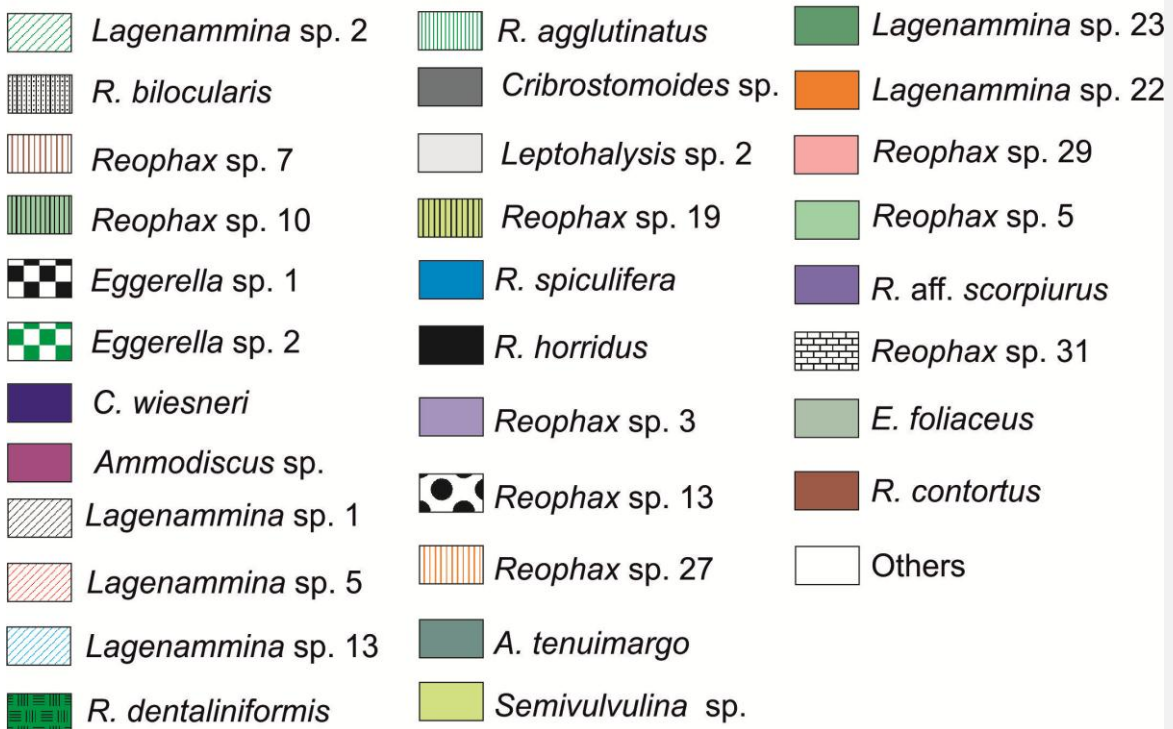 Lagenammina sp. 2
R. bilocularis
Reophax sp. 7
Reophax sp. 10
Eggerella sp. 1
Eggerella sp. 2
C. wiesneri
Ammodiscus sp.
Lagenammina sp. 1
Lagenammina sp. 5
Lagenammina sp. 13
R. dentaliniformis
R. agglutinatus
Cribrostomoides sp.
Leptohalysis sp. 2
Reophax sp. 19
R. spiculifera
R. horridus
Reophax sp. 3
Reophax sp. 13
Reophax sp. 27
A. tenuimargo
Semivulvulina sp.
Lagenammina sp. 23
Lagenammina sp. 22
Reophax sp. 29
Reophax sp. 5
R. aff. scorpiurus
Reophax sp. 31
E. foliaceus
R. contortus
Others